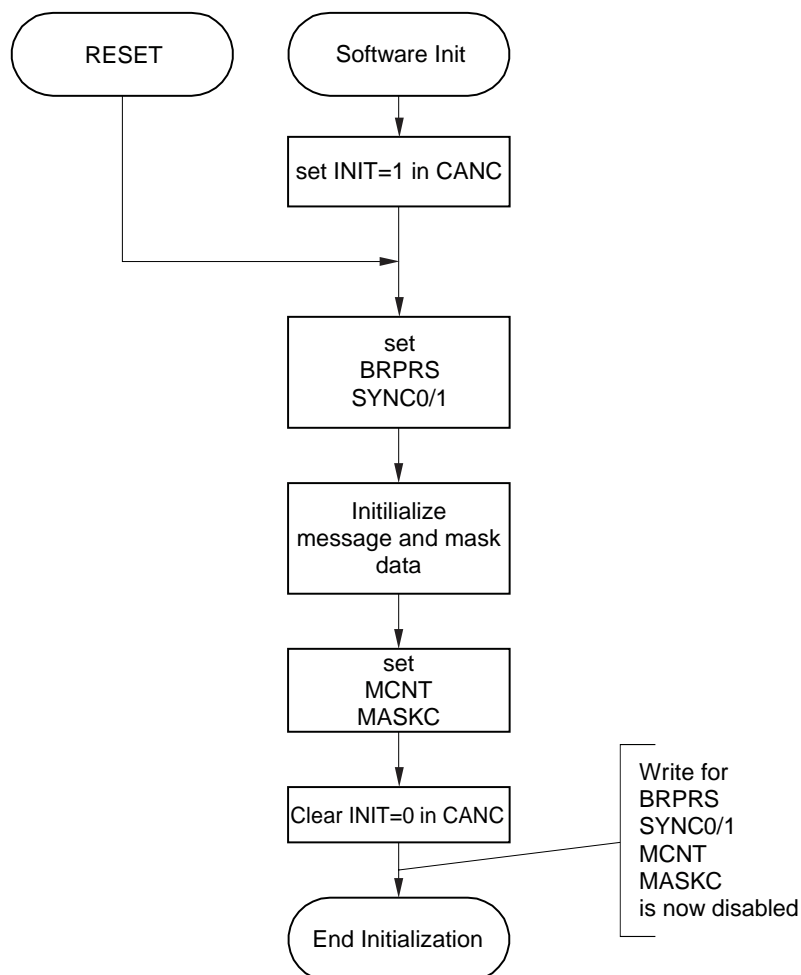 RESET
Software Init
set INIT=1 in CANC
set
BRPRS
SYNC0/1
Initilialize
message and mask
data
set
MCNT
MASKC
Clear INIT=0 in CANC
Write for
BRPRS
SYNC0/1
MCNT
MASKC
is now disabled
End Initialization